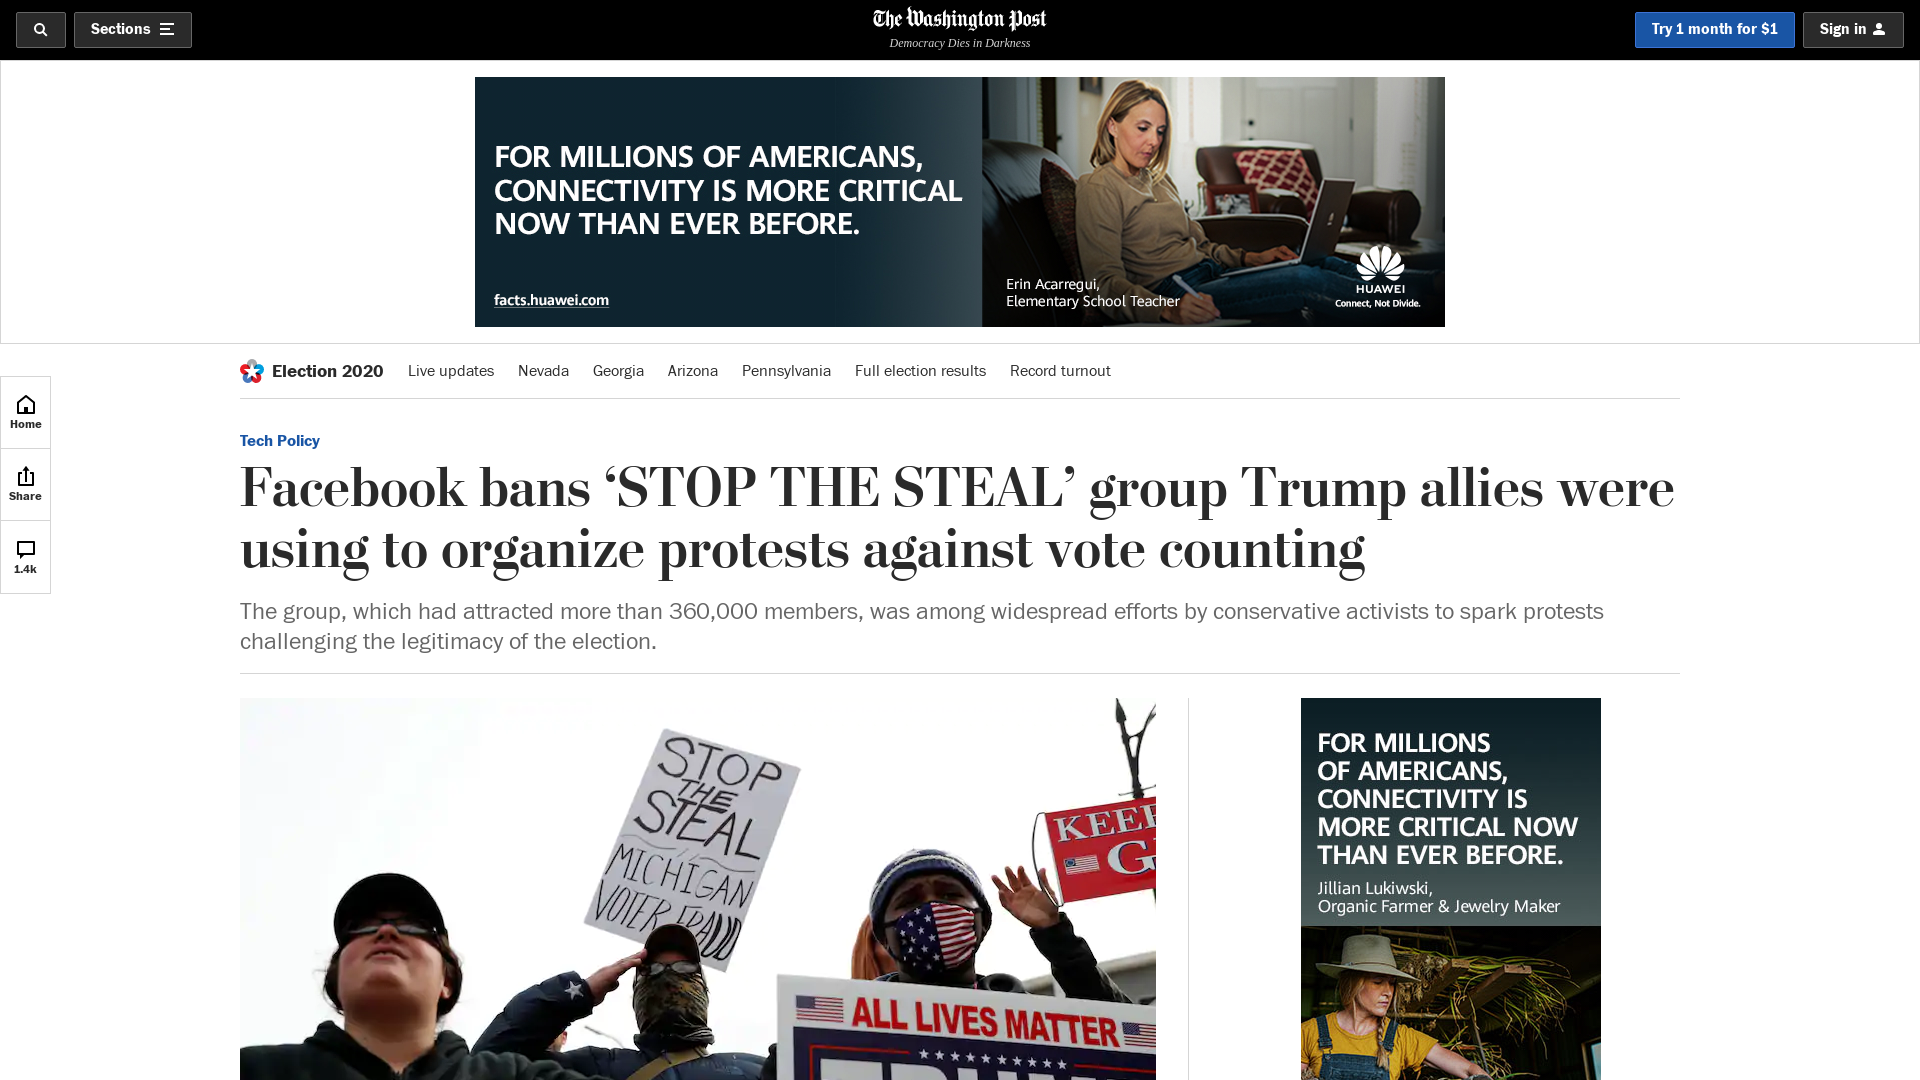 Sections
The Washington Post
Democracy Dies in Darkness
Try 1 month for $1
Sign in
FOR MILLIONS OF AMERICANS,
CONNECTIVITY IS MORE CRITICAL
NOW THAN EVER BEFORE.
facts.huawei.com
Erin Acarregui,
Elementary School Teacher
HUAWEI
Connect, Not Divide.
Election 2020
Live updates
Nevada
Georgia
Arizona
Pennsylvania
Full election results
Record turnout
Home
Share
1.4k
Tech Policy
Facebook bans ‘STOP THE STEAL’ group Trump allies were
using to organize protests against vote counting
The group, which had attracted more than 360,000 members, was among widespread efforts by conservative activists to spark protests
challenging the legitimacy of the election.
STOP
THE
STEAL
MICHIGAN
VOTER FRAUD
KEEP
ALL LIVES MATTER
FOR MILLIONS
OF AMERICANS,
CONNECTIVITY IS
MORE CRITICAL NOW
THAN EVER BEFORE.
Jillian Lukiwski,
Organic Farmer & Jewelry Maker